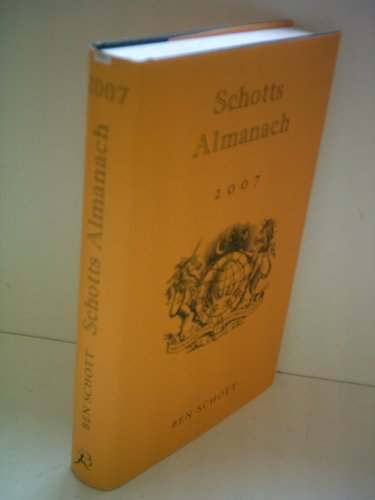 2007
Schotts Almanach
BEN SCHOTT
Schotts
Almanach
2007
BEN SCHOTT